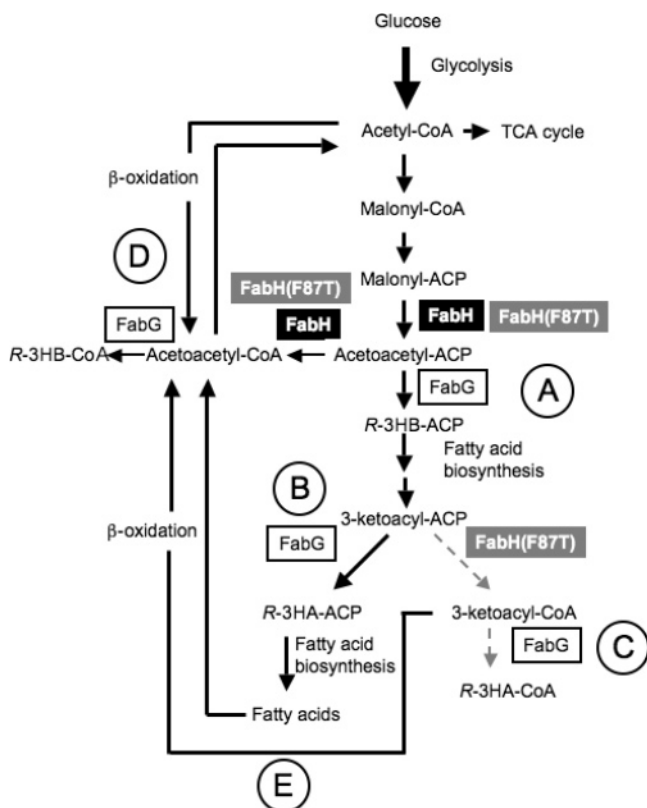 Glucose
Glycolysis
Acetyl-CoA
TCA cycle
β-oxidation
Malonyl-CoA
D
Malonyl-ACP
FabH(F87T)
FabG
FabH
FabH
FabH(F87T)
R-3HB-CoA
Acetoacetyl-CoA
Acetoacetyl-ACP
FabG
A
R-3HB-ACP
Fatty acid
biosynthesis
B
β-oxidation
3-ketoacyl-ACP
FabG
FabH(F87T)
R-3HA-ACP
3-ketoacyl-CoA
Fatty acid
biosynthesis
FabG
C
R-3HA-CoA
Fatty acids
E